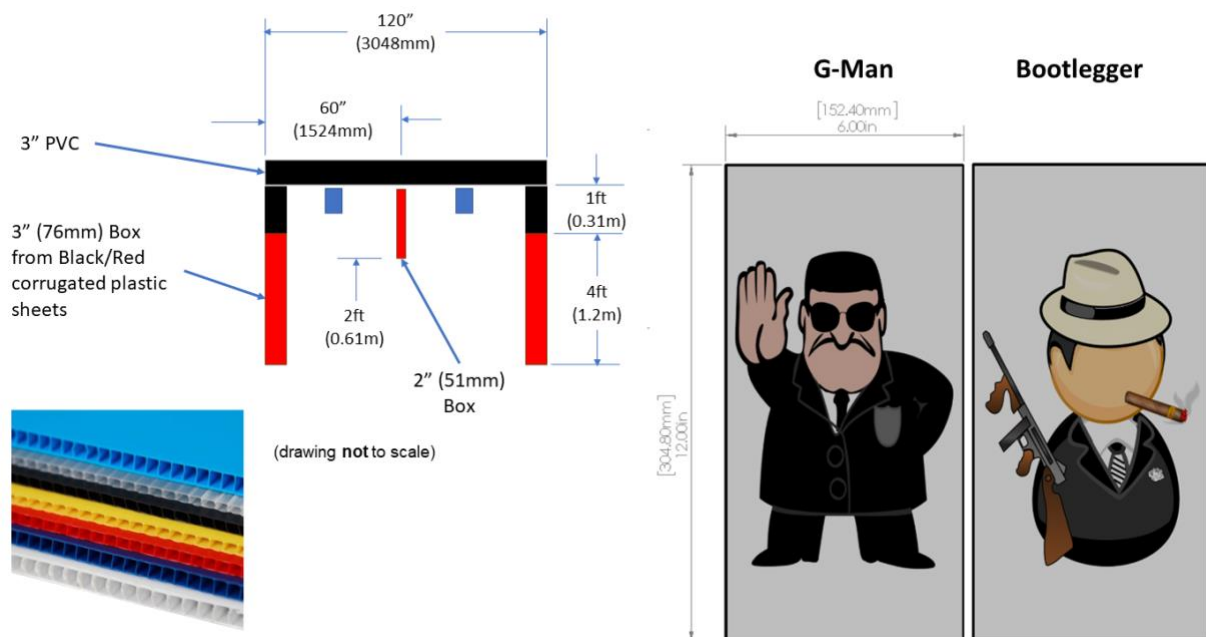 120”
(3048mm)
60”
(1524mm)
3” PVC
1ft
(0.31m)
3” (76mm) Box
from Black/Red
corrugated plastic
sheets
4ft
(1.2m)
2ft
(0.61m)
2” (51mm)
Box
(drawing not to scale)
G-Man
Bootlegger
[152.40mm]
6.00in
[304.80mm]
12.00in